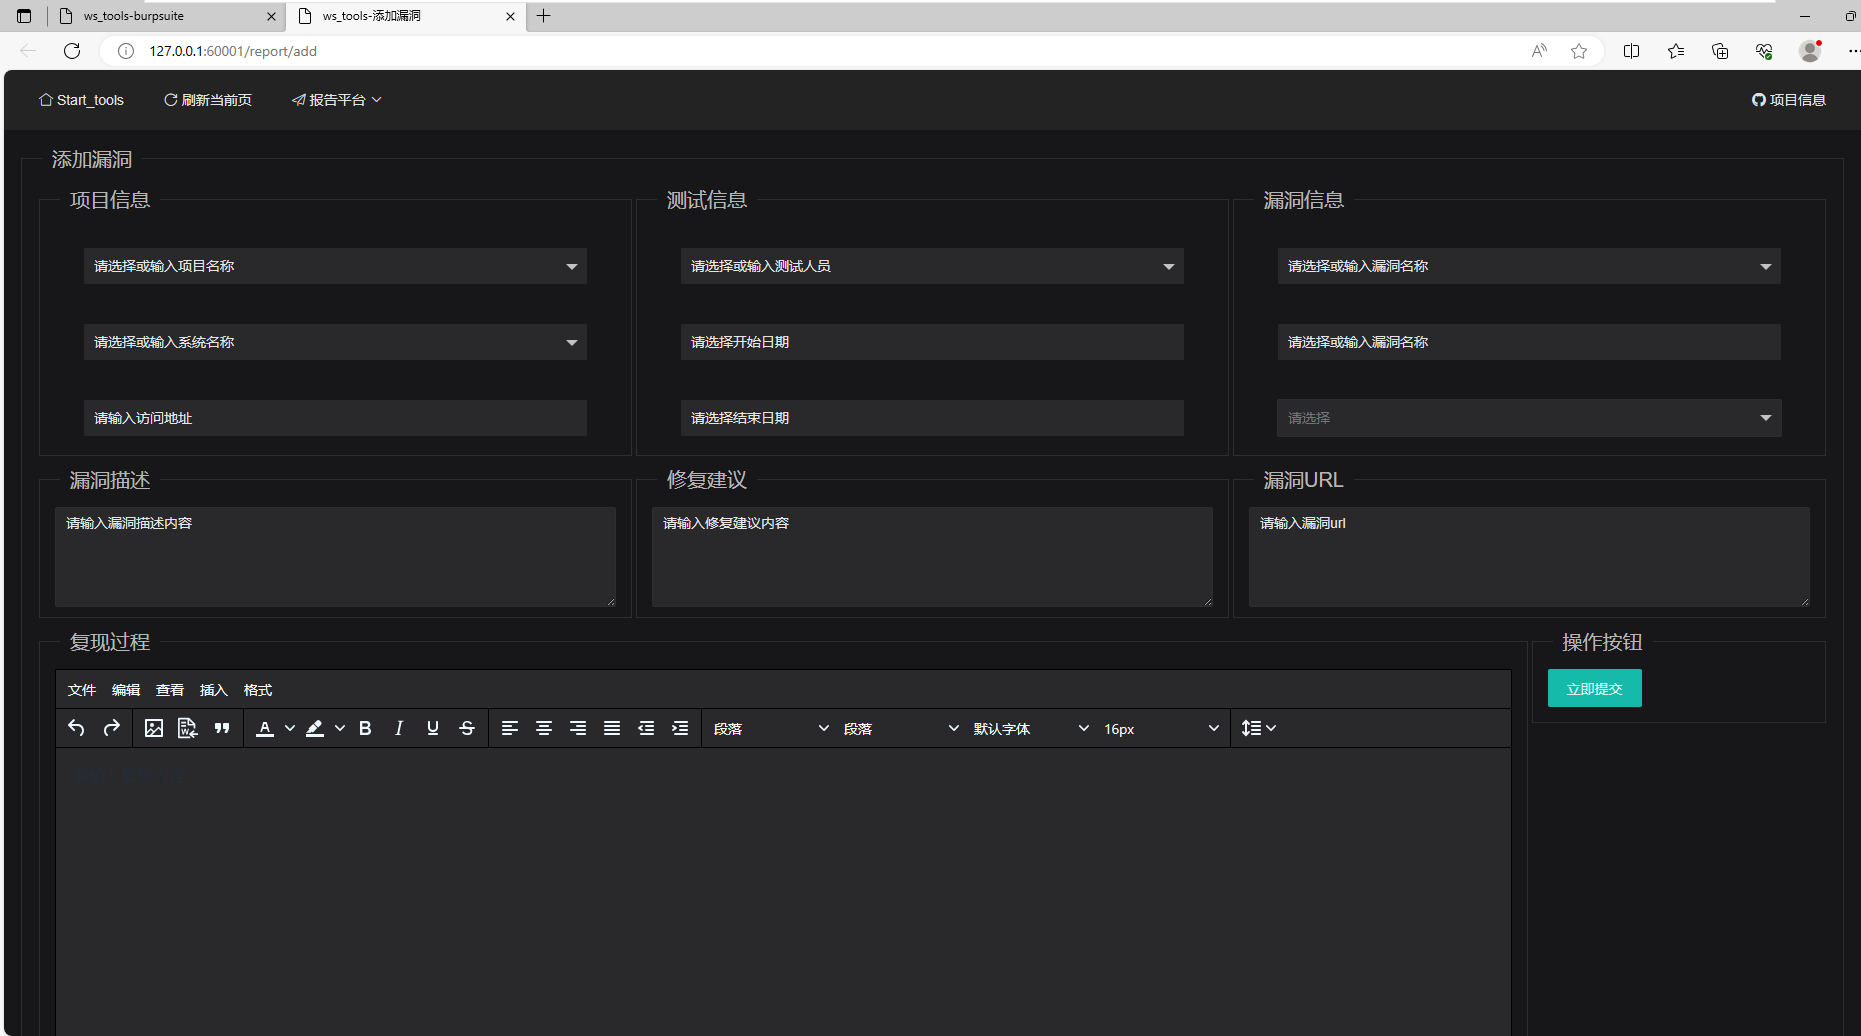 ws_tools-burpsuite
ws_tools-添加漏洞
127.0.0.1:60001/report/add
Start_tools
刷新当前页
报告平台
项目信息
添加漏洞
项目信息
测试信息
漏洞信息
请选择或输入项目名称
请选择或输入测试人员
请选择或输入漏洞名称
请选择或输入系统名称
请选择开始日期
请选择或输入漏洞名称
请输入访问地址
请选择结束日期
请选择
漏洞描述
修复建议
漏洞URL
请输入漏洞描述内容
请输入修复建议内容
请输入漏洞url
复现过程
操作按钮
文件 编辑 查看 插入 格式
立即提交
段落 段落 默认字体 16px